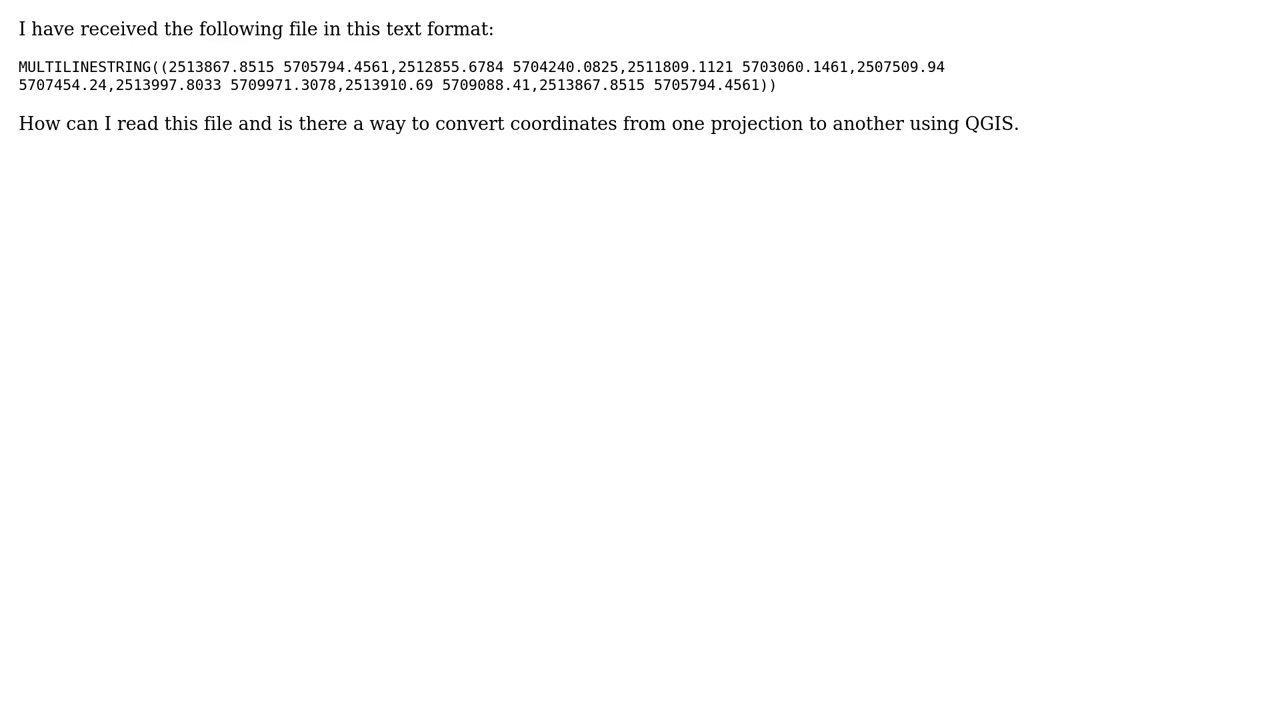 I have received the following file in this text format:
MULTILINESTRING((2513867.8515 5705794.4561,2512855.6784 5704240.0825,2511809.1121 5703060.1461,2507509.94
5707454.24,2513997.8033 5709971.3078,2513910.69 5709088.41,2513867.8515 5705794.4561))
How can I read this file and is there a way to convert coordinates from one projection to another using QGIS.